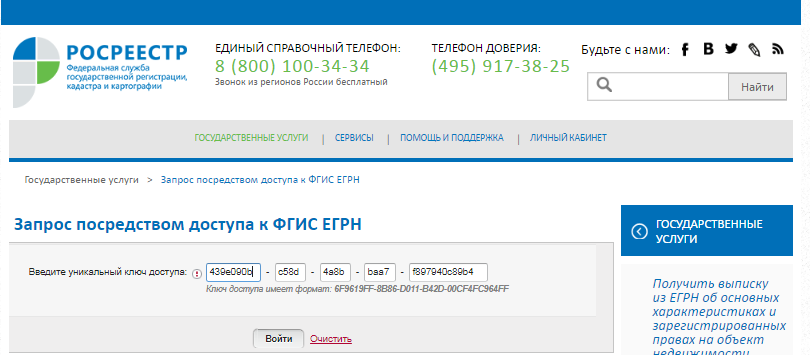 РОСРЕЕСТР
Федеральная служба
государственной регистрации,
кадастра и картографии
ЕДИНЫЙ СПРАВОЧНЫЙ ТЕЛЕФОН:
8 (800) 100-34-34
Звонок из регионов России бесплатный
ТЕЛЕФОН ДОВЕРИЯ:
(495) 917-38-25
Будьте с нами:
Найти
ГОСУДАРСТВЕННЫЕ УСЛУГИ | СЕРВИСЫ | ПОМОЩЬ И ПОДДЕРЖКА | ЛИЧНЫЙ КАБИНЕТ
Государственные услуги > Запрос посредством доступа к ФГИС ЕГРН
Запрос посредством доступа к ФГИС ЕГРН
Введите уникальный ключ доступа: 439e090b - c58d - 4a8b - baa7 - f897940c89b4
Ключ доступа имеет формат: 6F9619FF-8B86-D011-B42D-00CF4FC964FF
Войти Очистить
ГОСУДАРСТВЕННЫЕ
УСЛУГИ
Получить выписку
из ЕГРН об основных
характеристиках и
зарегистрированных
правах на объект
недвижимости